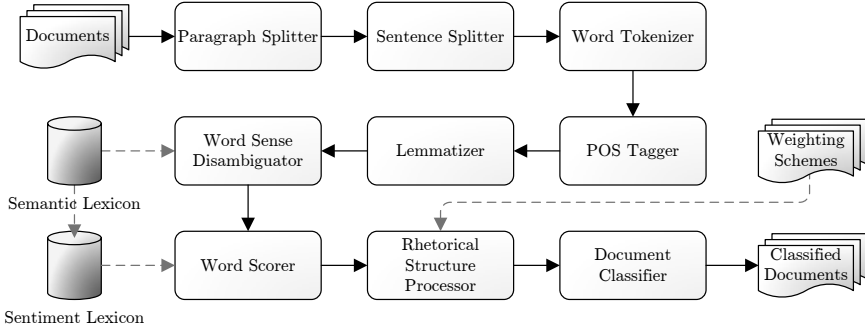 Documents
Paragraph Splitter
Sentence Splitter
Word Tokenizer
Word Sense
Disambiguator
Lemmatizer
POS Tagger
Weighting
Schemes
Semantic Lexicon
Word Scorer
Rhetorical
Structure
Processor
Document
Classifier
Classified
Documents
Sentiment Lexicon